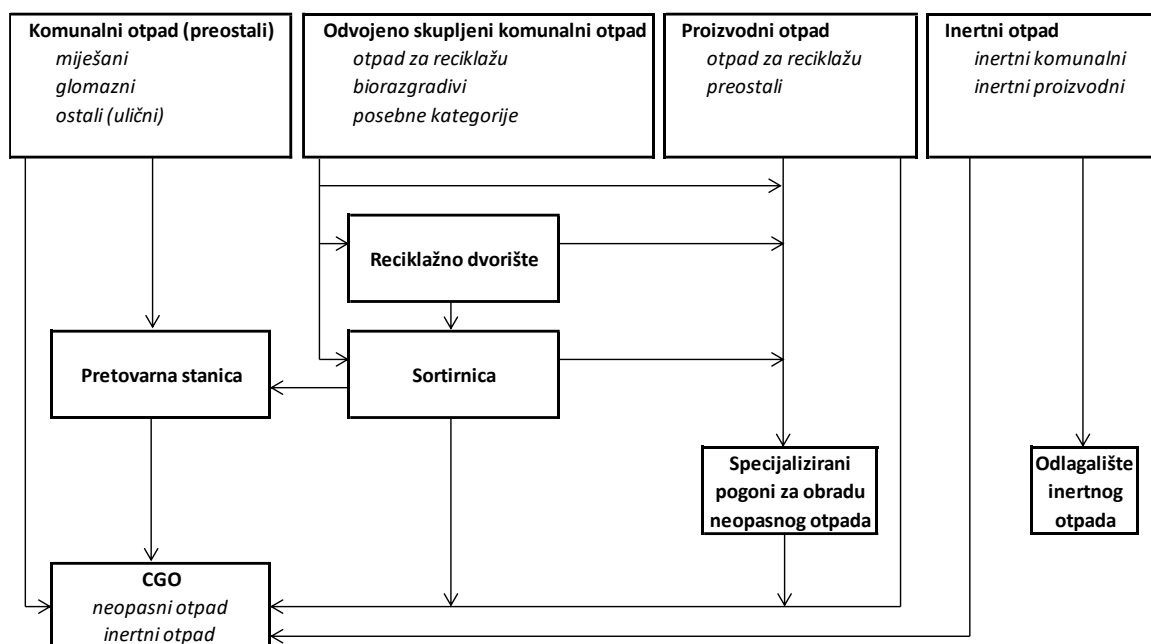 Komunalni otpad (preostali)
miješani
glomazni
ostali (ulični)
Odvojeno skupljeni komunalni otpad
otpad za reciklažu
biorazgradivi
posebne kategorije
Proizvodni otpad
otpad za reciklažu
preostali
Inertni otpad
inertni komunalni
inertni proizvodni
Reciklažno dvorište
Pretovarna stanica
Sortirnica
Specijalizirani
pogoni za obradu
neopasnog otpada
Odlagalište
inertnog
otpada
CGO
neopasni otpad
inertni otpad